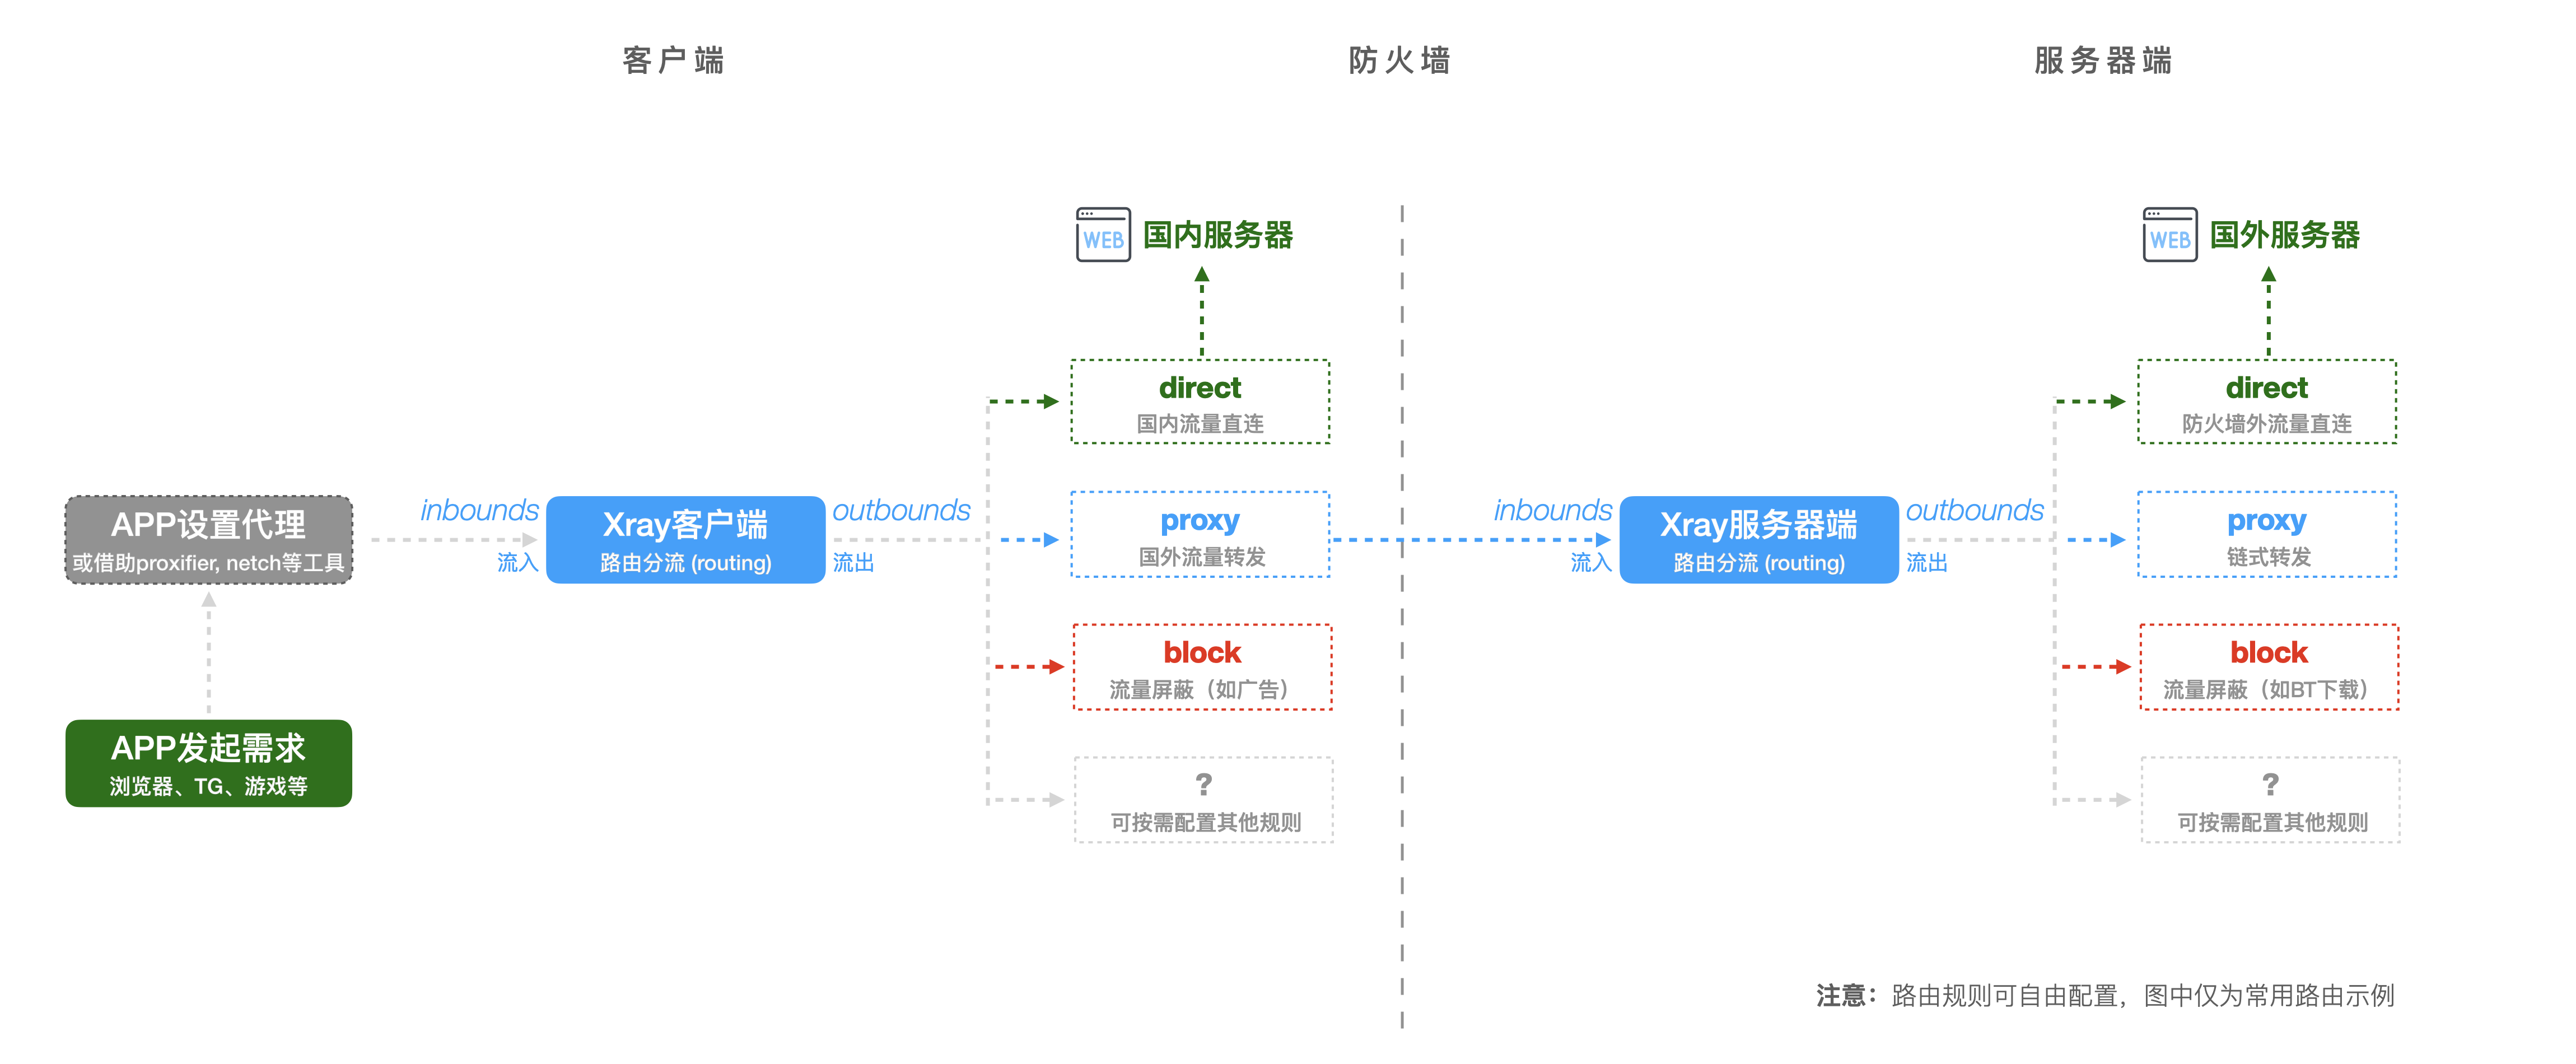 客户端
防火墙
服务器端
WEB 国内服务器
WEB 国外服务器
direct
国内流量直连
direct
防火墙外流量直连
APP设置代理
或借助proxifier, netch等工具
inbounds
流入
Xray客户端
路由分流 (routing)
outbounds
流出
proxy
国外流量转发
inbounds
流入
Xray服务器端
路由分流 (routing)
outbounds
流出
proxy
链式转发
block
流量屏蔽（如广告）
block
流量屏蔽（如BT下载）
APP发起需求
浏览器、TG、游戏等
?
可按需配置其他规则
?
可按需配置其他规则
注意：路由规则可自由配置，图中仅为常用路由示例